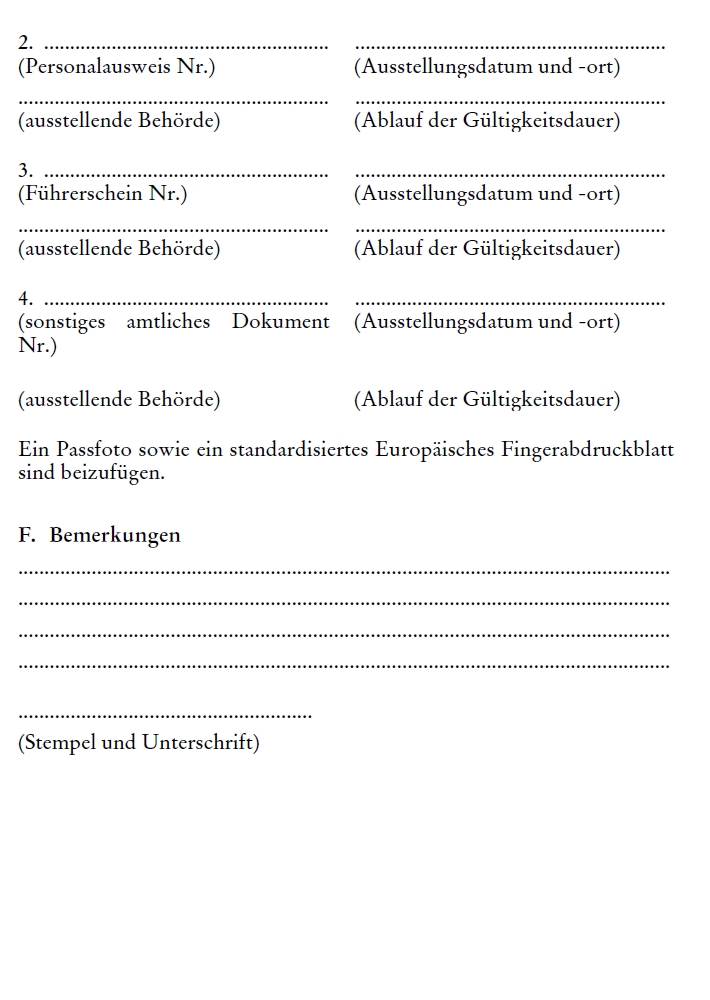 2. ........................................................ .............................................................
(Personalausweis Nr.) (Ausstellungsdatum und -ort)
............................................................. .............................................................
(ausstellende Behörde) (Ablauf der Gültigkeitsdauer)
3. ........................................................ .............................................................
(Führerschein Nr.) (Ausstellungsdatum und -ort)
............................................................. .............................................................
(ausstellende Behörde) (Ablauf der Gültigkeitsdauer)
4. ........................................................ .............................................................
(sonstiges amtliches Dokument (Ausstellungsdatum und -ort)
Nr.)
(ausstellende Behörde) (Ablauf der Gültigkeitsdauer)
Ein Passfoto sowie ein standardisiertes Europäisches Fingerabdruckblatt
sind beizufügen.
F. Bemerkungen
................................................................................................................................
................................................................................................................................
................................................................................................................................
................................................................................................................................
..........................................................
(Stempel und Unterschrift)